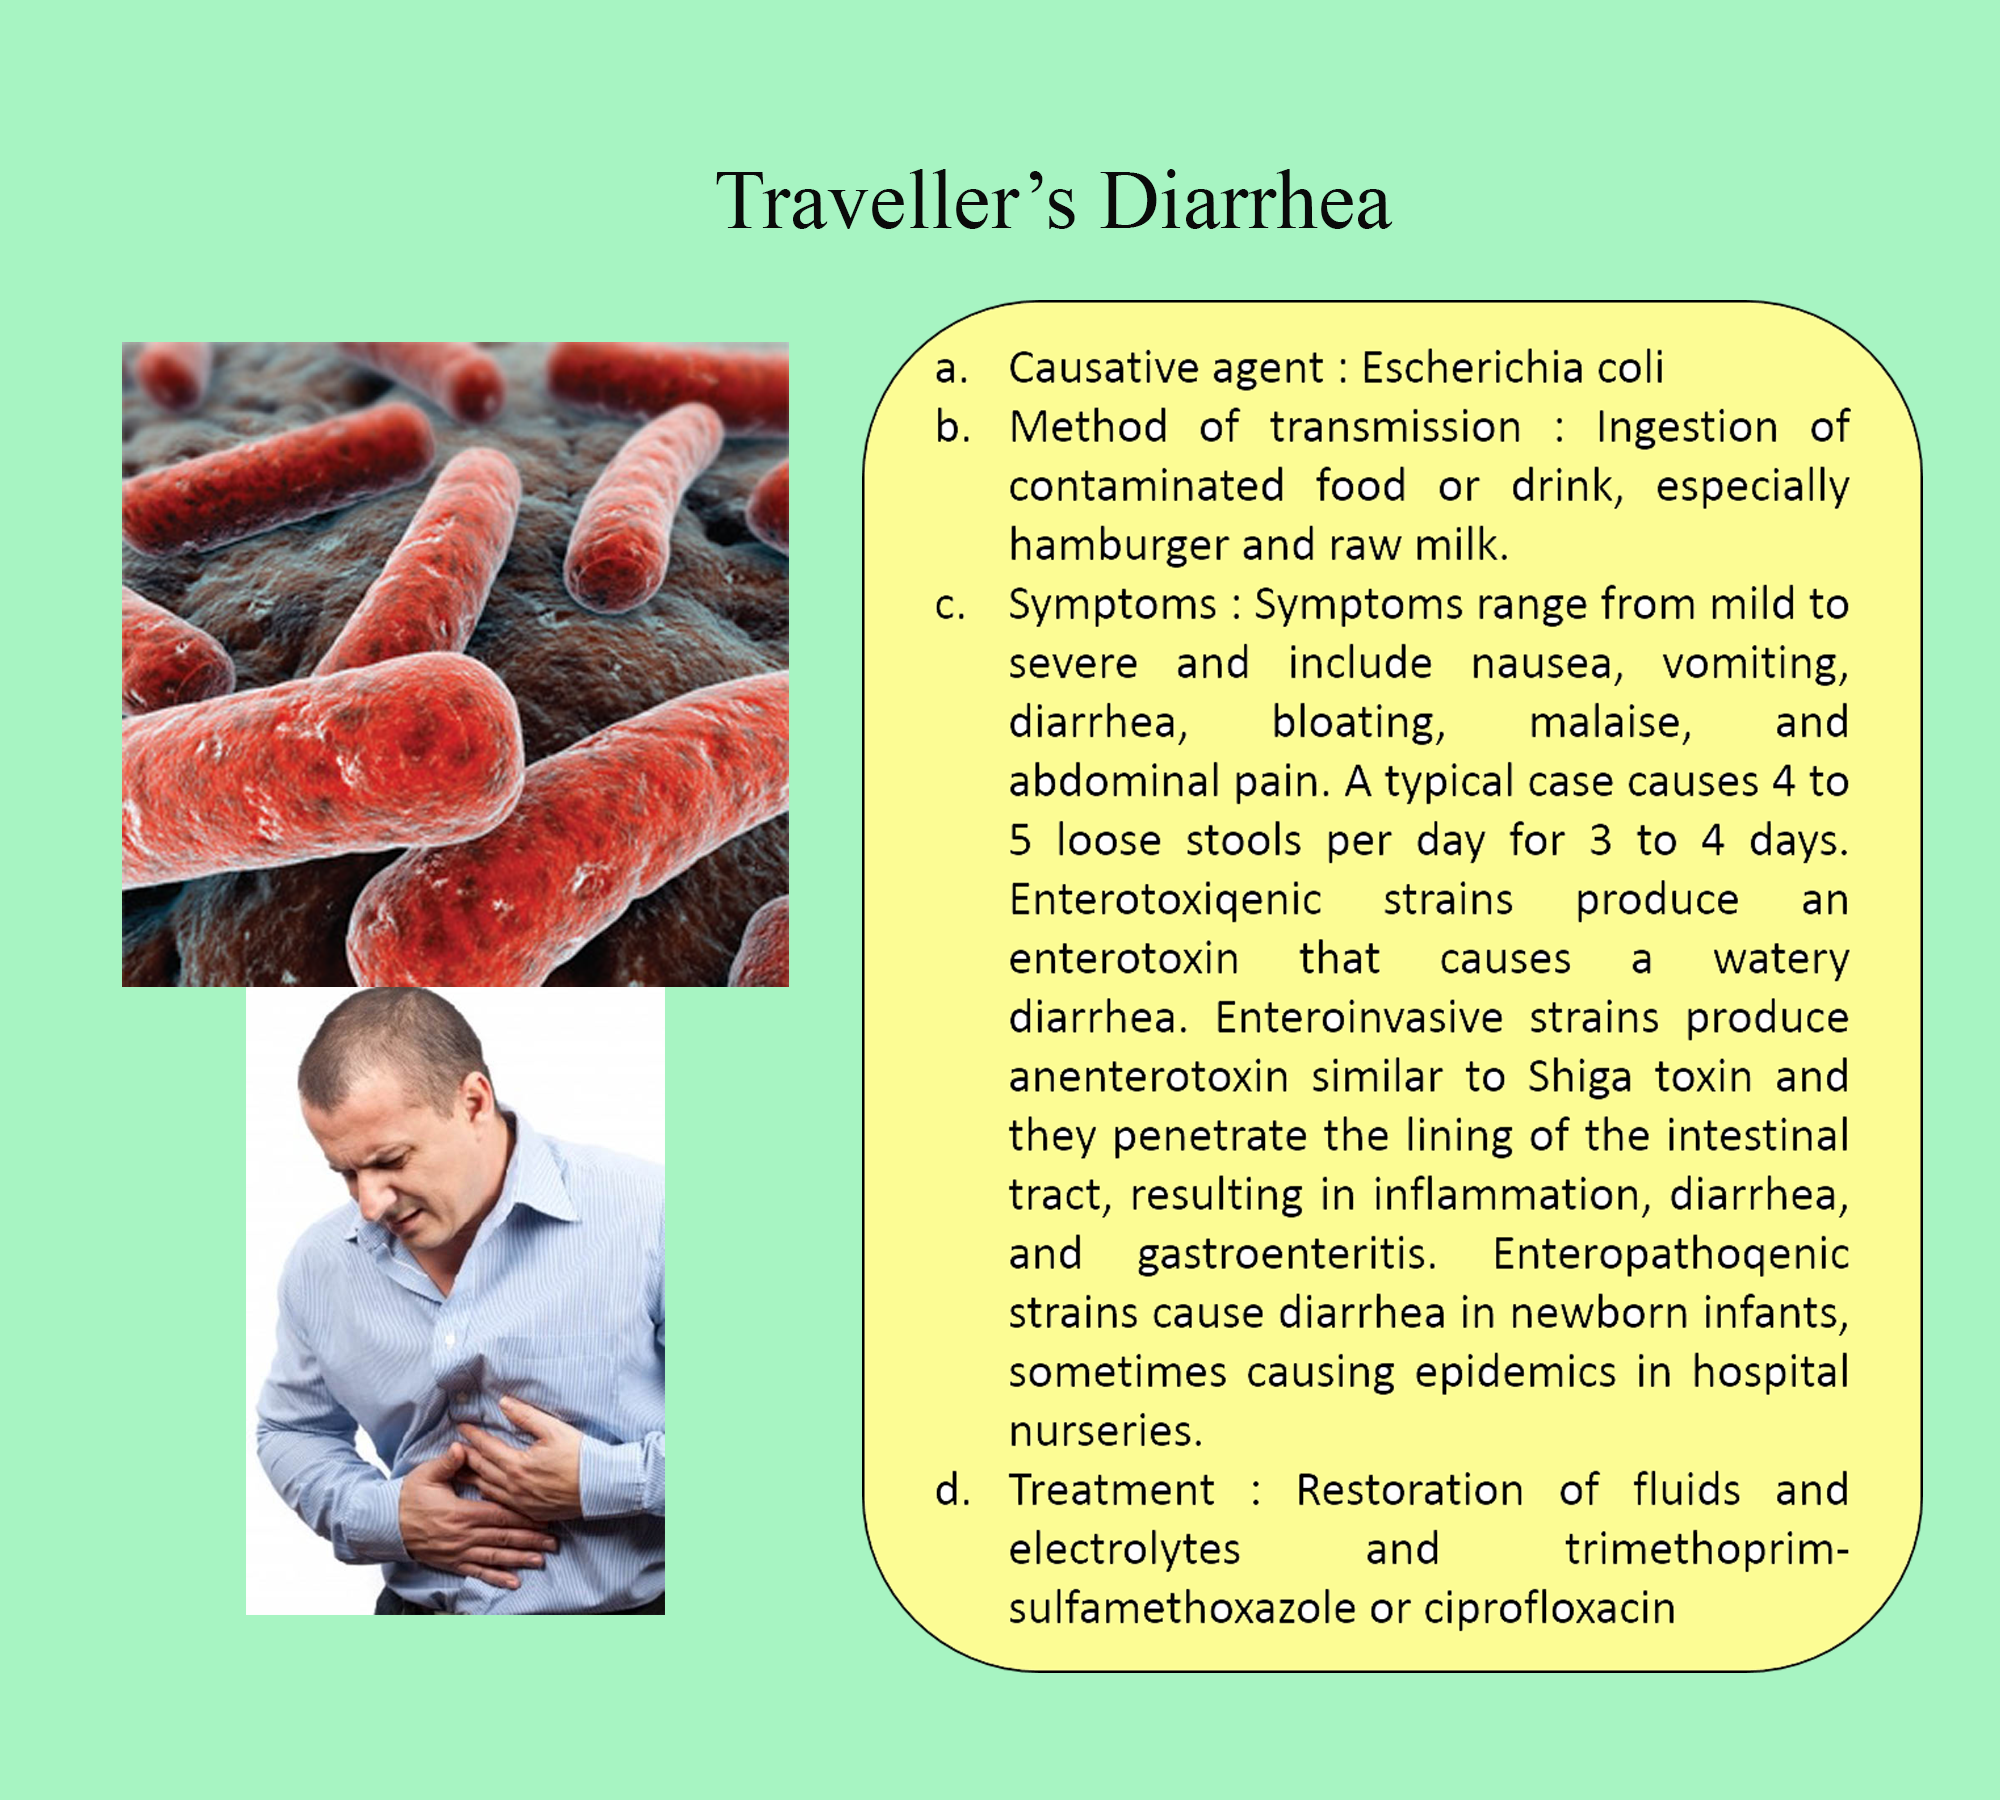 Traveller’s Diarrhea
a. Causative agent : Escherichia coli
b. Method of transmission : Ingestion of
contaminated food or drink, especially
hamburger and raw milk.
c. Symptoms : Symptoms range from mild to
severe and include nausea, vomiting,
diarrhea, bloating, malaise, and
abdominal pain. A typical case causes 4 to
5 loose stools per day for 3 to 4 days.
Enterotoxiqenic strains produce an
enterotoxin that causes a watery
diarrhea. Enteroinvasive strains produce
anenterotoxin similar to Shiga toxin and
they penetrate the lining of the intestinal
tract, resulting in inflammation, diarrhea,
and gastroenteritis. Enteropathoqenic
strains cause diarrhea in newborn infants,
sometimes causing epidemics in hospital
nurseries.
d. Treatment : Restoration of fluids and
electrolytes and trimethoprim-
sulfamethoxazole or ciprofloxacin